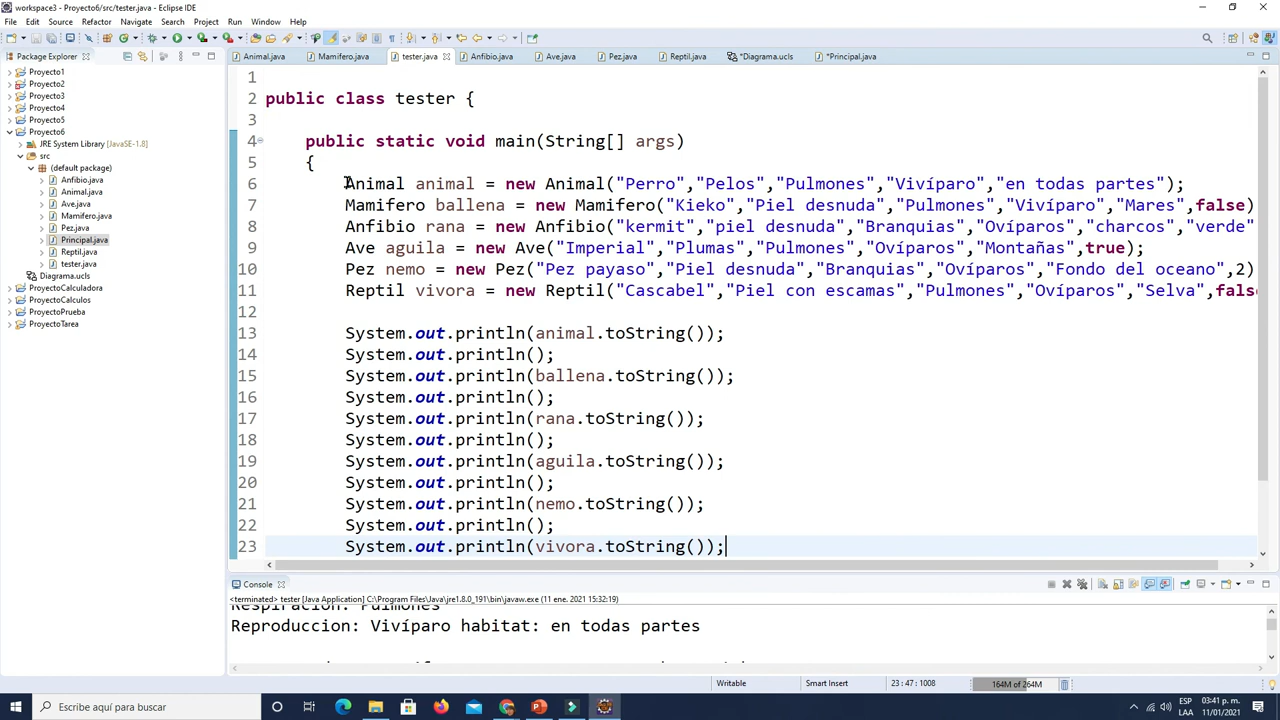 workspace3 - Proyecto6/src/tester.java - Eclipse IDE
File Edit Source Refactor Navigate Search Project Run Window Help
Package Explorer
Animal.java Mamifero.java tester.java Anfibio.java Ave.java Pez.java Reptil.java *Diagrama.ucls *Principal.java
Proyecto1
Proyecto2
Proyecto3
Proyecto4
Proyecto5
Proyecto6
JRE System Library [JavaSE-1.8]
src
(default package)
Anfibio.java
Animal.java
Ave.java
Mamifero.java
Pez.java
Principal.java
Reptil.java
tester.java
Diagrama.ucls
ProyectoCalculadora
ProyectoCalculos
ProyectoPrueba
ProyectoTarea
1
2 public class tester {
3
4 public static void main(String[] args)
5 {
6 Animal animal = new Animal("Perro","Pelos","Pulmones","Vivíparo","en todas partes");
7 Mamifero ballena = new Mamifero("Kieko","Piel desnuda","Pulmones","Vivíparo","Mares",false)
8 Anfibio rana = new Anfibio("kermit","piel desnuda","Branquias","Ovíparos","charcos","verde"
9 Ave aguila = new Ave("Imperial","Plumas","Pulmones","Ovíparos","Montañas",true);
10 Pez nemo = new Pez("Pez payaso","Piel desnuda","Branquias","Ovíparos","Fondo del oceano",2)
11 Reptil vivora = new Reptil("Cascabel","Piel con escamas","Pulmones","Ovíparos","Selva",fals
12
13 System.out.println(animal.toString());
14 System.out.println();
15 System.out.println(ballena.toString());
16 System.out.println();
17 System.out.println(rana.toString());
18 System.out.println();
19 System.out.println(aguila.toString());
20 System.out.println();
21 System.out.println(nemo.toString());
22 System.out.println();
23 System.out.println(vivora.toString());
Console
<terminated> tester [Java Application] C:\Program Files\Java\jre1.8.0_191\bin\javaw.exe (11 ene. 2021 15:32:19)
Respiracion: Pulmones
Reproduccion: Vivíparo habitat: en todas partes
Writable Smart Insert 23 : 47 : 1008 164M of 264M
Escribe aquí para buscar
ESP
LAA
03:41 p. m.
11/01/2021